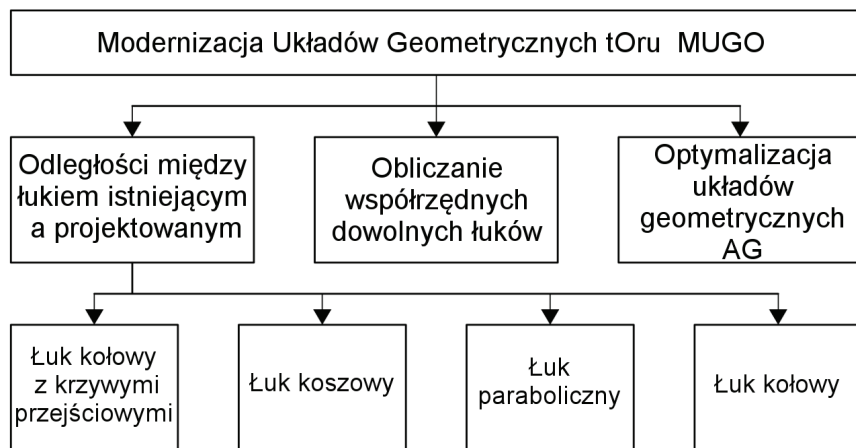 Modernizacja Układów Geometrycznych tOru MUGO
Odległości między
łukiem istniejącym
a projektowanym
Obliczanie
współrzędnych
dowolnych łuków
Optymalizacja
układów
geometrycznych
AG
Łuk kołowy
z krzywymi
przejściowymi
Łuk koszowy
Łuk
paraboliczny
Łuk kołowy